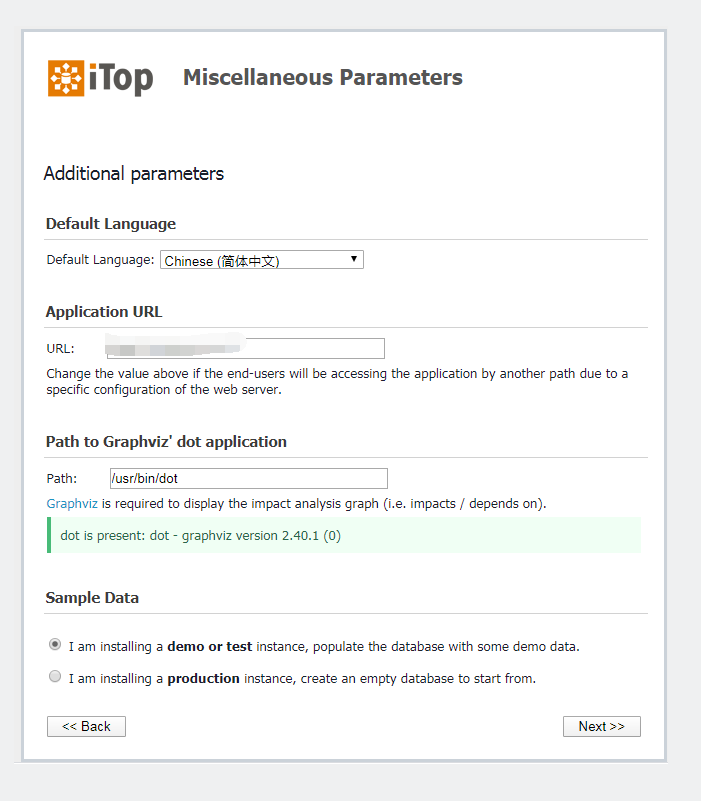 iTop Miscellaneous Parameters
Additional parameters
Default Language
Default Language: Chinese (简体中文)
Application URL
URL:
Change the value above if the end-users will be accessing the application by another path due to a
specific configuration of the web server.
Path to Graphviz' dot application
Path: /usr/bin/dot
Graphviz is required to display the impact analysis graph (i.e. impacts / depends on).
dot is present: dot - graphviz version 2.40.1 (0)
Sample Data
I am installing a demo or test instance, populate the database with some demo data.
I am installing a production instance, create an empty database to start from.
<< Back Next >>